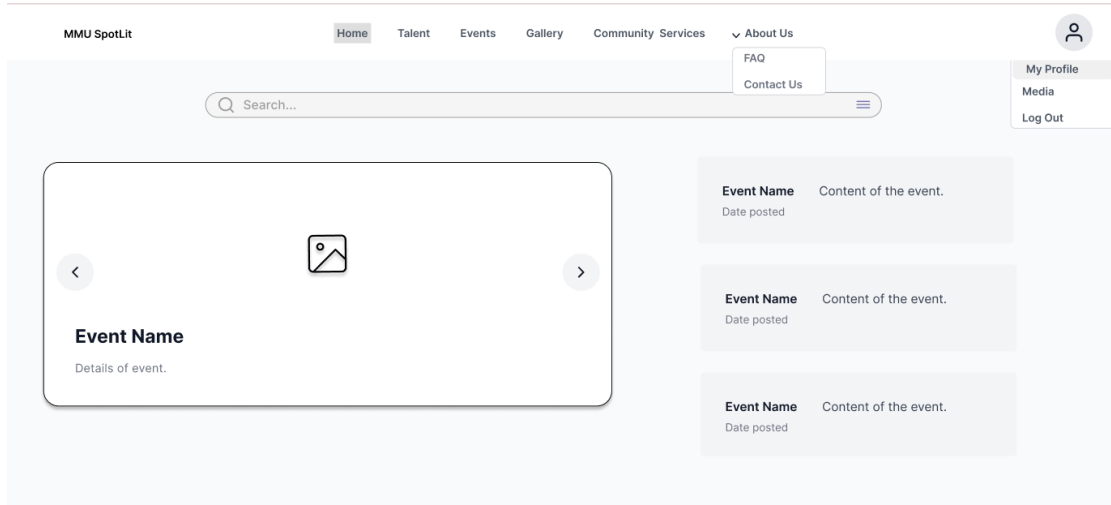 MMU SpotLit Home Talent Events Gallery Community Services About Us
FAQ
Contact Us
My Profile
Media
Log Out
Search...
Event Name
Details of event.
Event Name Content of the event.
Date posted
Event Name Content of the event.
Date posted
Event Name Content of the event.
Date posted